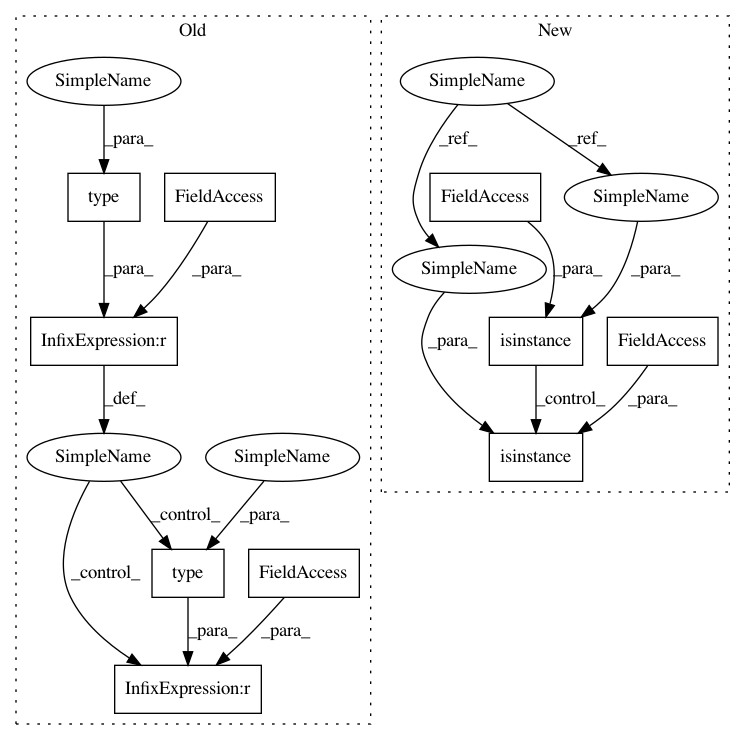 Old
New
SimpleName
SimpleName
_para_
_ref_
_ref_
type
FieldAccess
FieldAccess
SimpleName
_para_
_para_
SimpleName
_para_
_para_
InfixExpression:r
isinstance
FieldAccess
_para_
_def_
_control_
_para_
SimpleName
SimpleName
isinstance
_control_
_para_
_control_
type
FieldAccess
_para_
_para_
InfixExpression:r